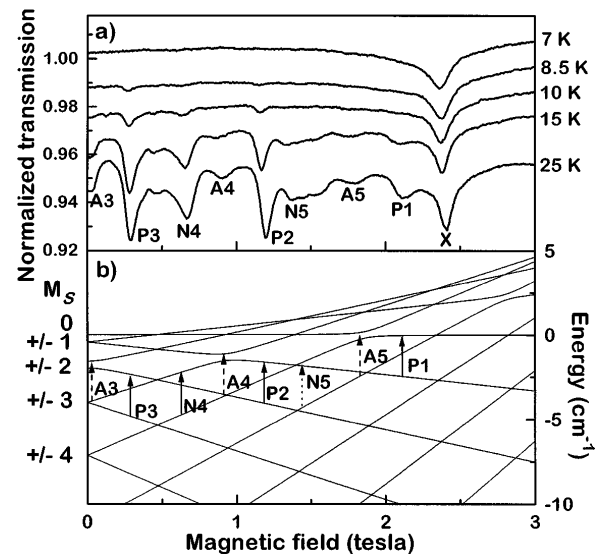 a)
Normalized transmission
1.00
0.98
0.96
0.94
0.92
7 K
8.5 K
10 K
15 K
25 K
A3
P3
N4
A4
P2
N5
A5
P1
X
b)
M_S
0
+/- 1
+/- 2
+/- 3
+/- 4
A3
P3
N4
A4
P2
N5
A5
P1
5
0
-5
-10
Energy (cm⁻¹)
0
1
2
3
Magnetic field (tesla)